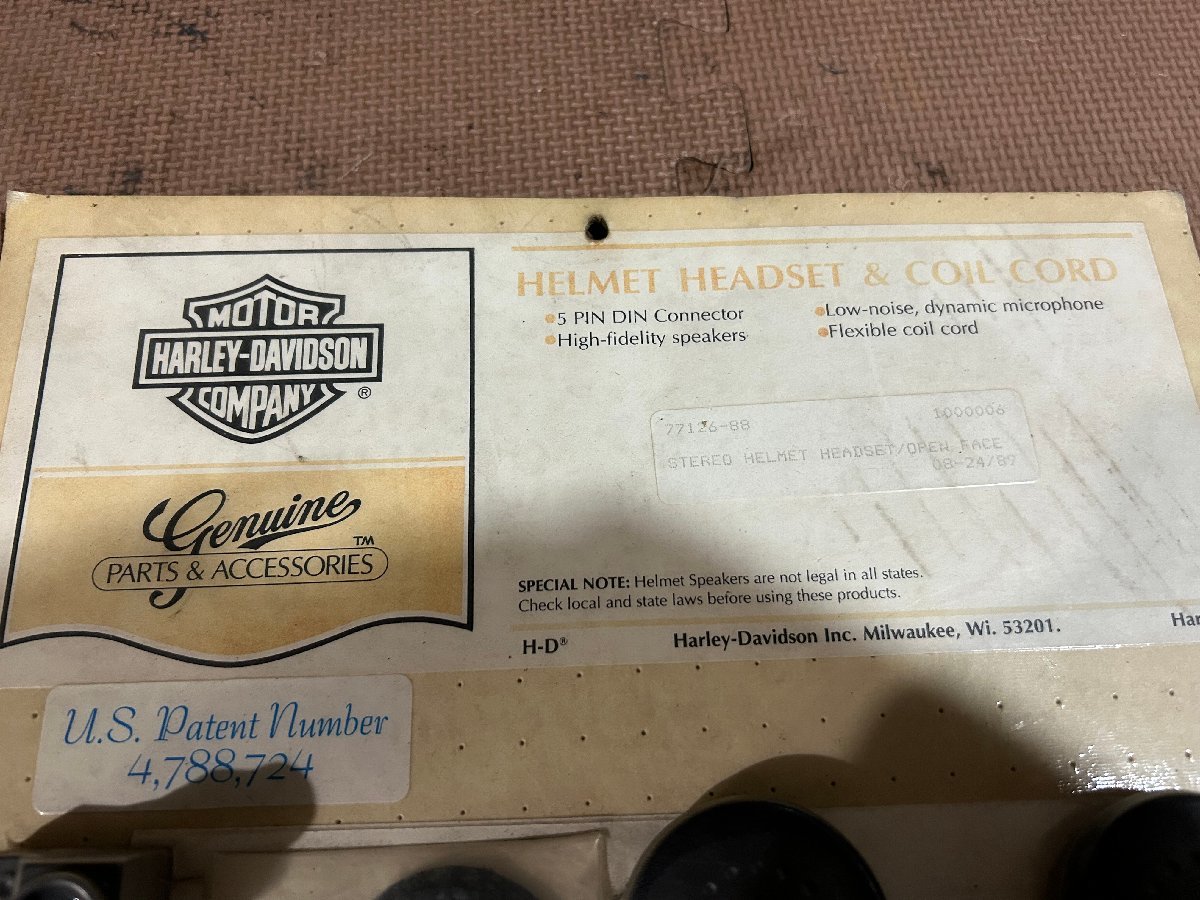 MOTOR
HARLEY-DAVIDSON
COMPANY
®
Genuine
TM
PARTS & ACCESSORIES
HELMET HEADSET & COIL CORD
•5 PIN DIN Connector
•High-fidelity speakers
•Low-noise, dynamic microphone
•Flexible coil cord
77126-88 1000006
STEREO HELMET HEADSET/OPEN FACE
08-24/89
SPECIAL NOTE: Helmet Speakers are not legal in all states.
Check local and state laws before using these products.
H-D® Harley-Davidson Inc. Milwaukee, Wi. 53201. Har
U.S. Patent Number
4,788,724